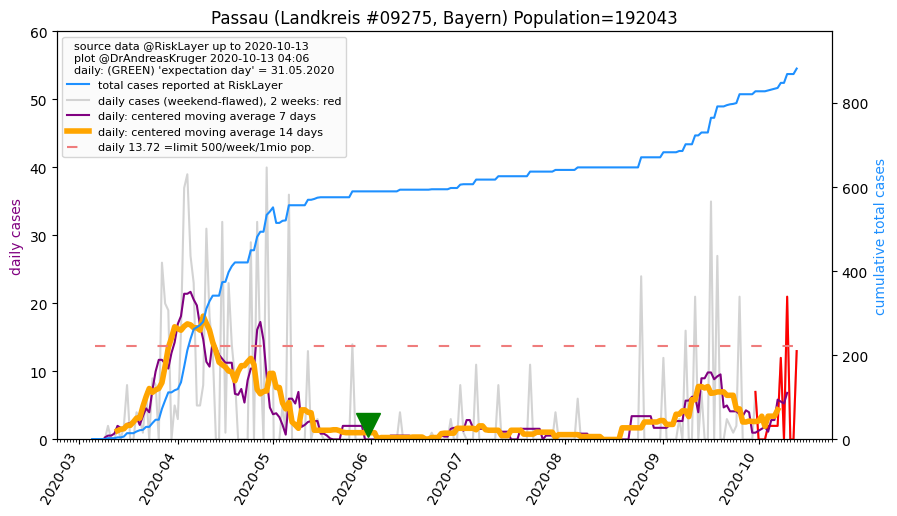 Passau (Landkreis #09275, Bayern) Population=192043
source data @RiskLayer up to 2020-10-13
plot @DrAndreasKruger 2020-10-13 04:06
daily: (GREEN) 'expectation day' = 31.05.2020
total cases reported at RiskLayer
daily cases (weekend-flawed), 2 weeks: red
daily: centered moving average 7 days
daily: centered moving average 14 days
daily 13.72 =limit 500/week/1mio pop.
daily cases
60
50
40
30
20
10
0
cumulative total cases
800
600
400
200
0
2020-03
2020-04
2020-05
2020-06
2020-07
2020-08
2020-09
2020-10